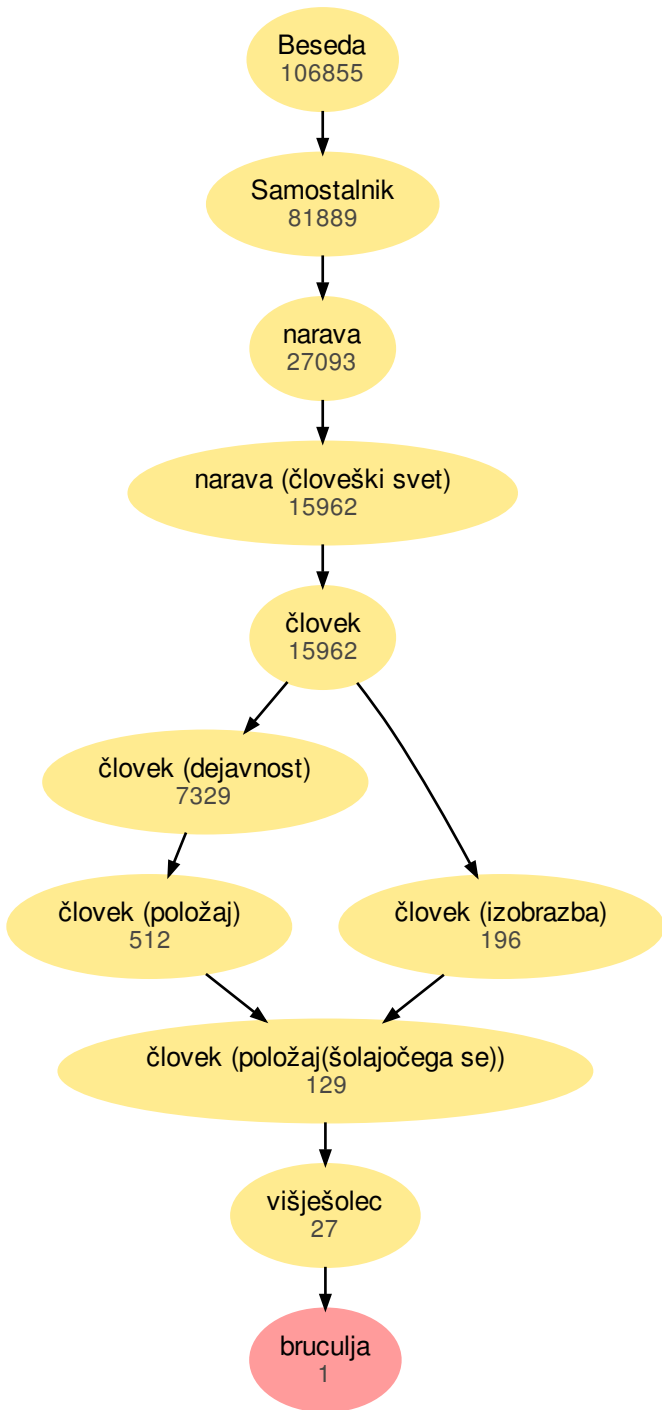 Beseda
106855
Samostalnik
81889
narava
27093
narava (človeški svet)
15962
človek
15962
človek (dejavnost)
7329
človek (položaj)
512
človek (izobrazba)
196
človek (položaj(šolajočega se))
129
višješolec
27
bruculja
1